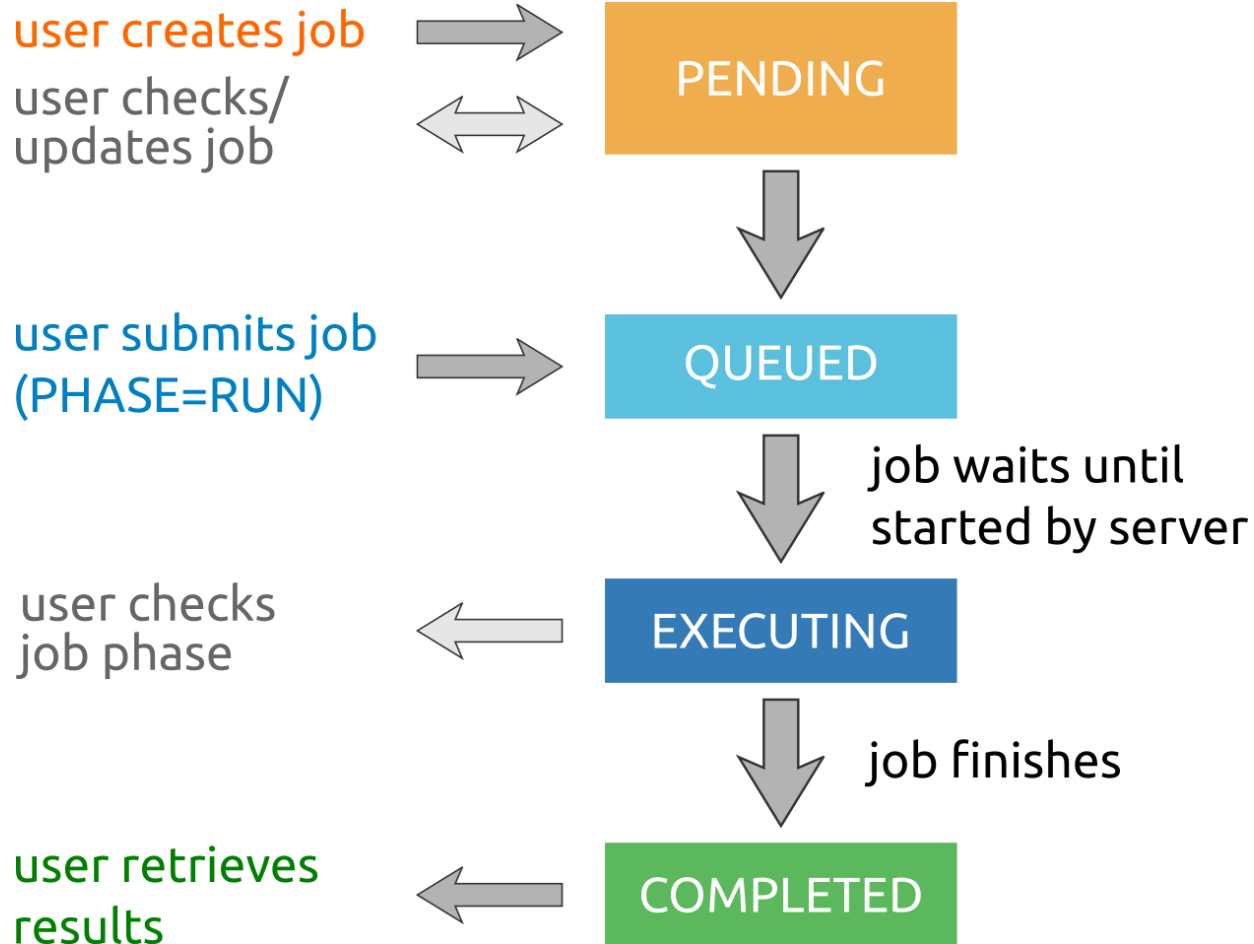 user creates job
PENDING
user checks/
updates job
user submits job
(PHASE=RUN)
QUEUED
job waits until
started by server
user checks
job phase
EXECUTING
job finishes
user retrieves
results
COMPLETED